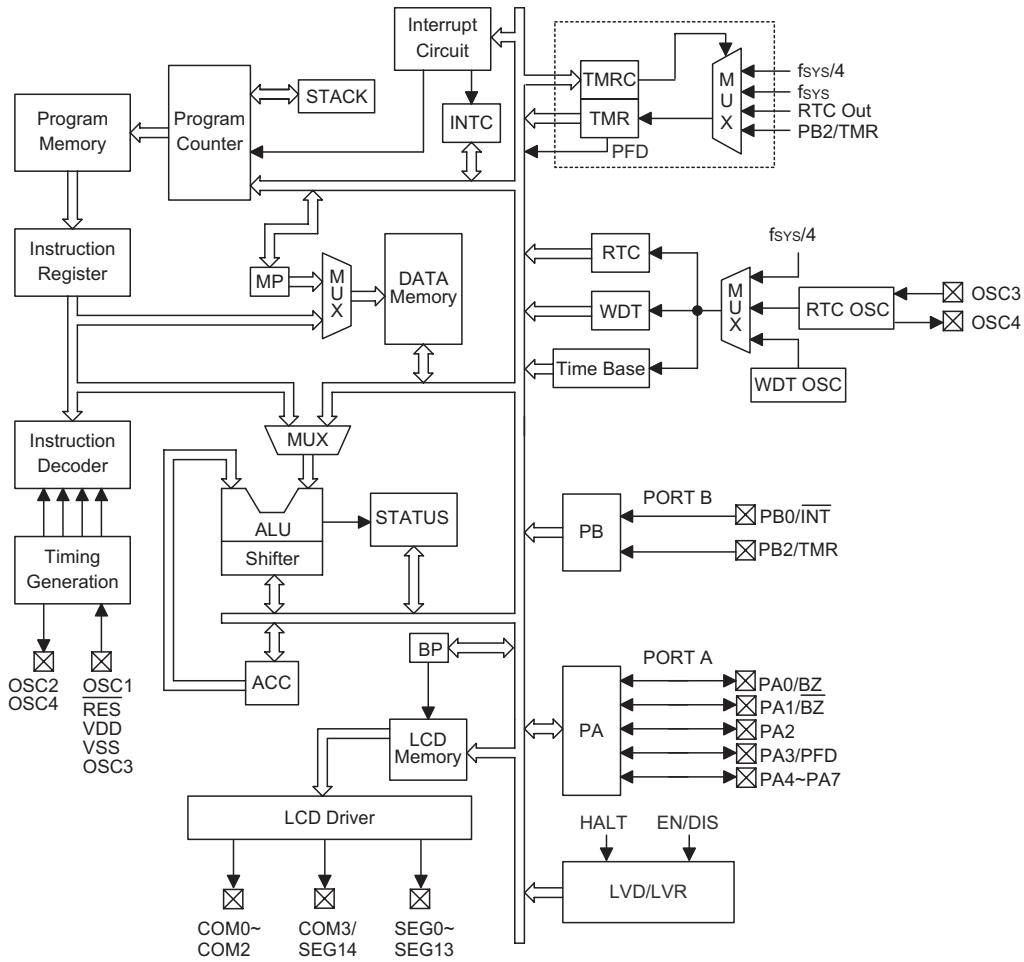 Interrupt
Circuit
STACK
Program
Memory
Program
Counter
INTC
TMRC
TMR
PFD
MUX
fSYS/4
fSYS
RTC Out
PB2/TMR
Instruction
Register
MP
MUX
DATA
Memory
RTC
WDT
Time Base
fSYS/4
MUX
RTC OSC
OSC3
OSC4
WDT OSC
MUX
Instruction
Decoder
ALU
Shifter
STATUS
PB
PORT B
PB0/I̅N̅T̅
PB2/TMR
Timing
Generation
OSC2
OSC4
OSC1
R̅E̅S̅
VDD
VSS
OSC3
ACC
BP
LCD
Memory
PA
PORT A
PA0/BZ
PA1/B̅Z̅
PA2
PA3/PFD
PA4~PA7
LCD Driver
HALT
EN/DIS
LVD/LVR
COM0~
COM2
COM3/
SEG14
SEG0~
SEG13